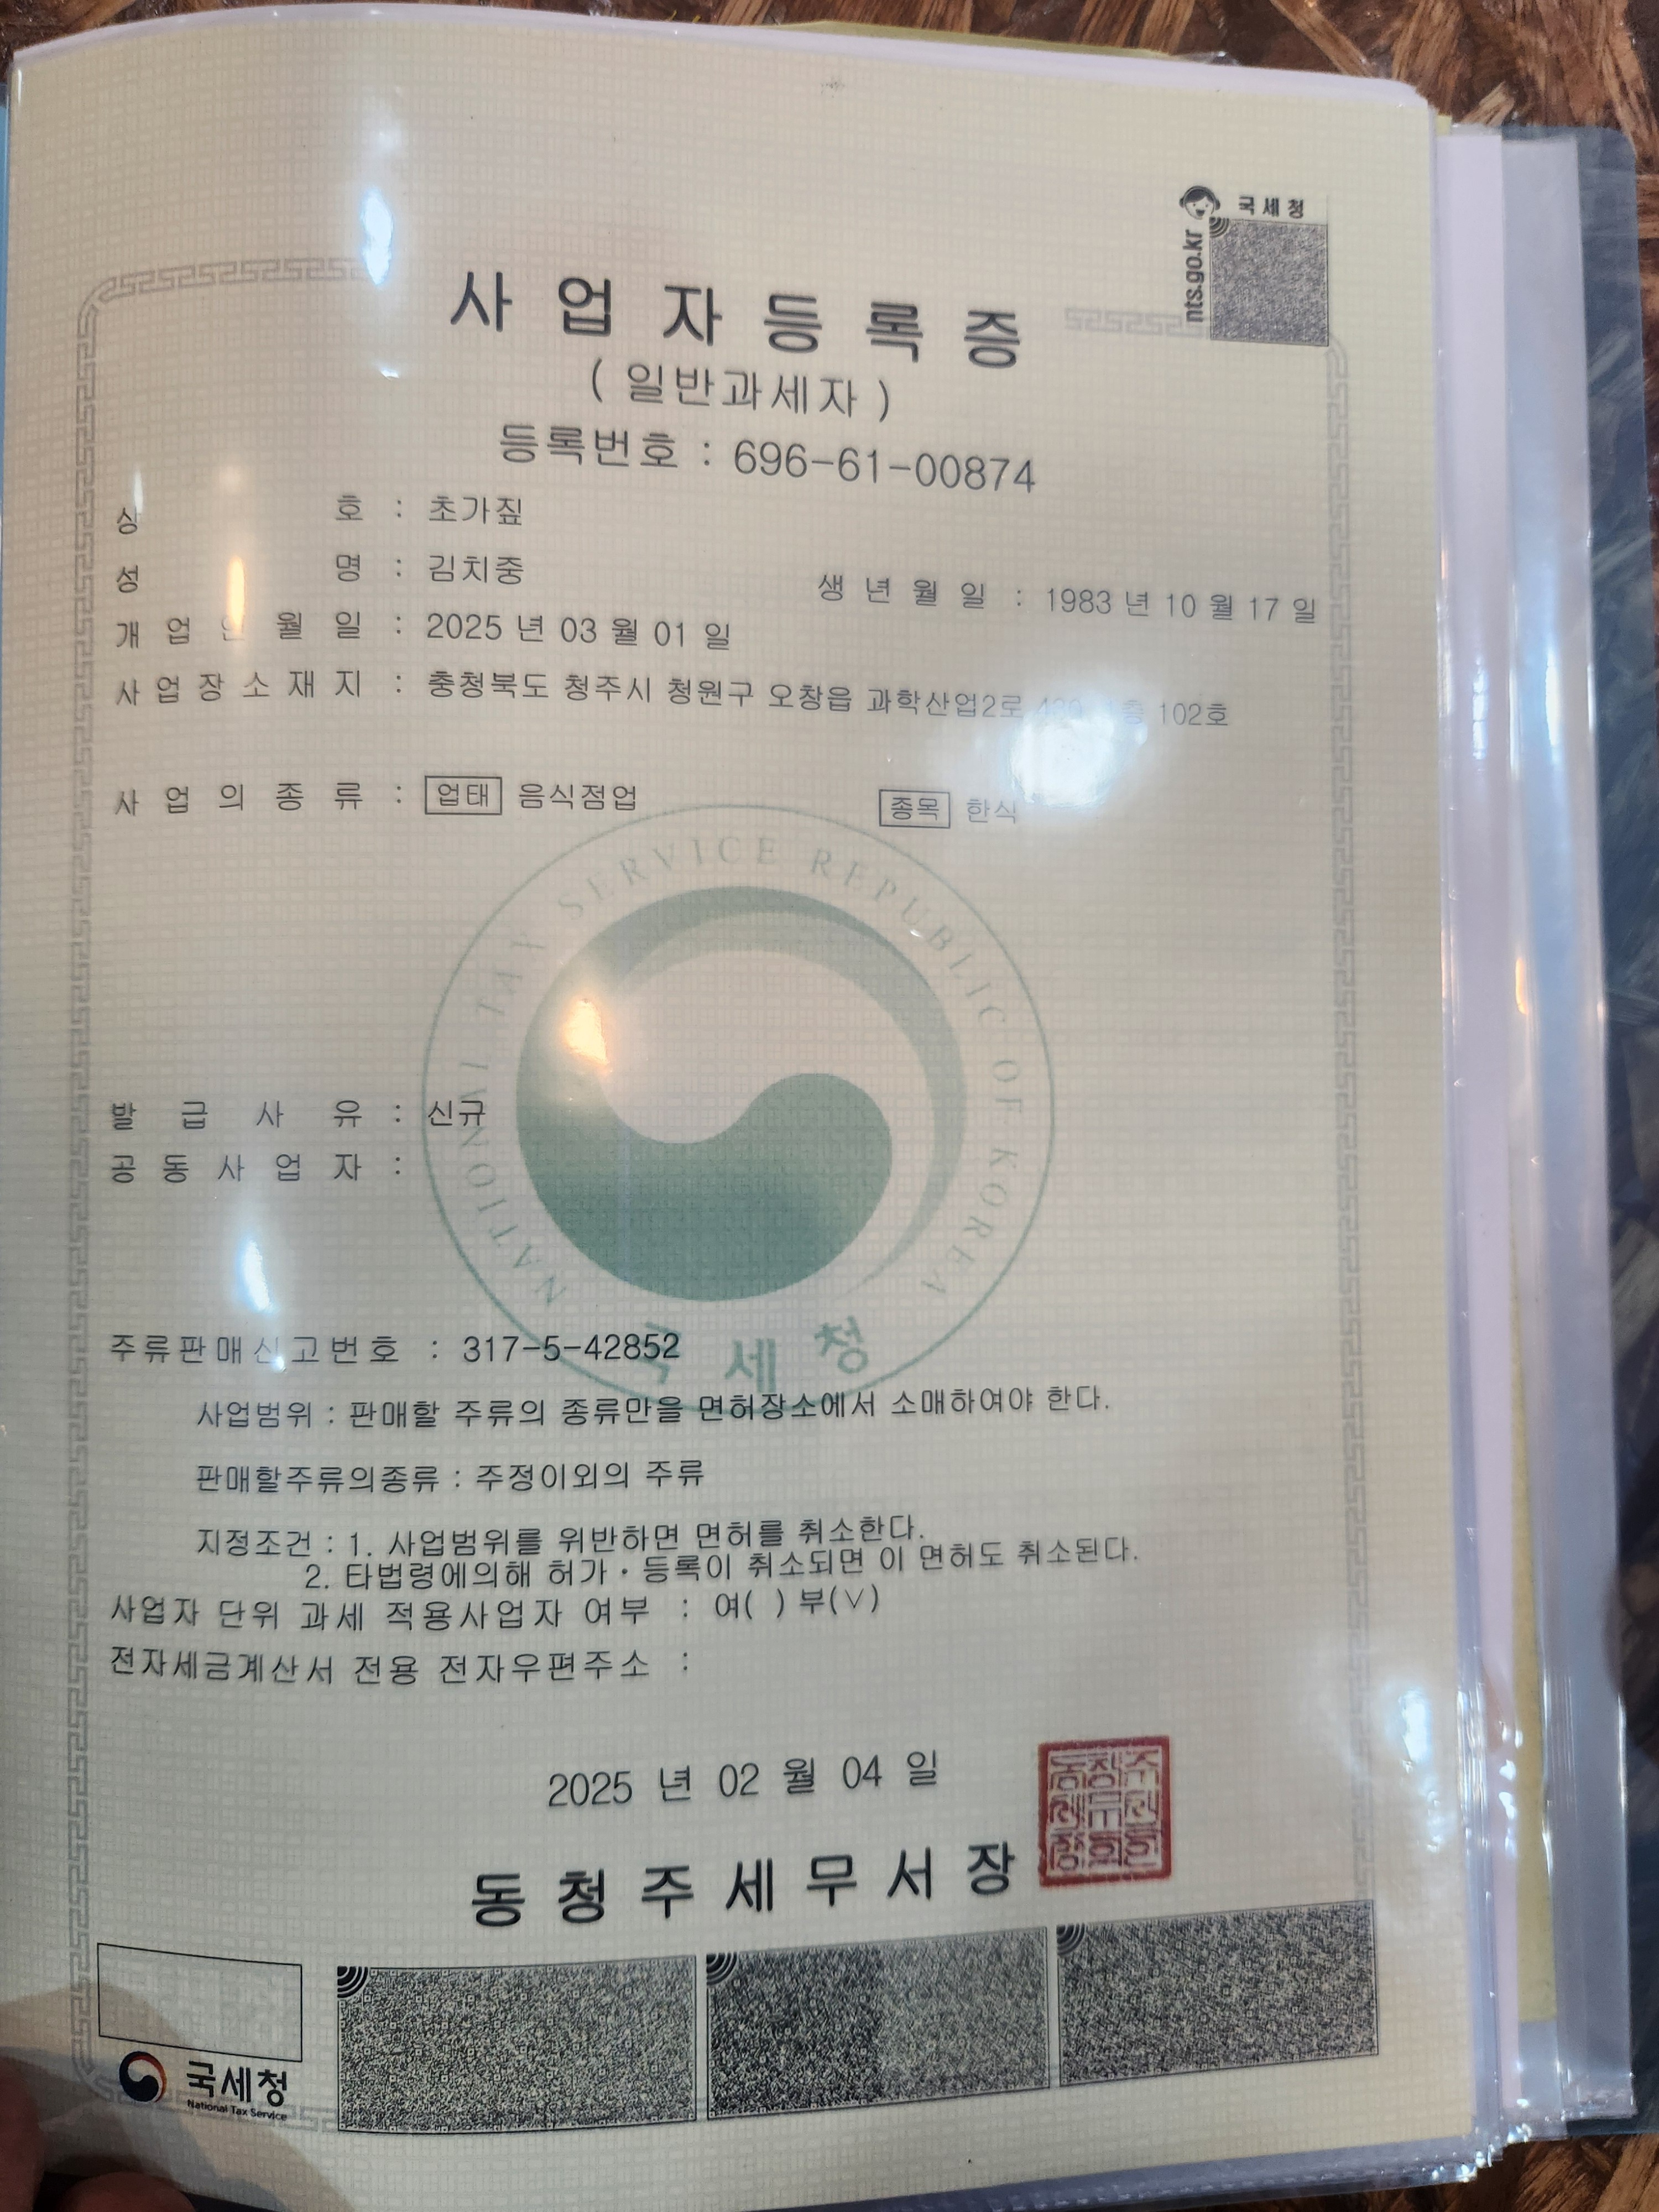 국세청
nts.go.kr
사업자등록증
( 일반과세자 )
등록번호 : 696-61-00874
상 호 : 초가짚
성 명 : 김치중 생 년 월 일 : 1983 년 10 월 17 일
개 업 년 월 일 : 2025 년 03 월 01 일
사 업 장 소 재 지 : 충청북도 청주시 청원구 오창읍 과학산업2로 102호
사 업 의 종 류 : 업태 음식점업 종목 한식
NATIONAL TAX SERVICE REPUBLIC OF KOREA
발 급 사 유 : 신규
공 동 사 업 자 :
국 세 청
주류판매신고번호 : 317-5-42852
사업범위 : 판매할 주류의 종류만을 면허장소에서 소매하여야 한다.
판매할주류의종류 : 주정이외의 주류
지정조건 : 1. 사업범위를 위반하면 면허를 취소한다.
2. 타법령에의해 허가・등록이 취소되면 이 면허도 취소된다.
사업자 단위 과세 적용사업자 여부 : 여( ) 부(∨)
전자세금계산서 전용 전자우편주소 :
2025 년 02 월 04 일
동 청 주 세 무 서 장
국세청
National Tax Service